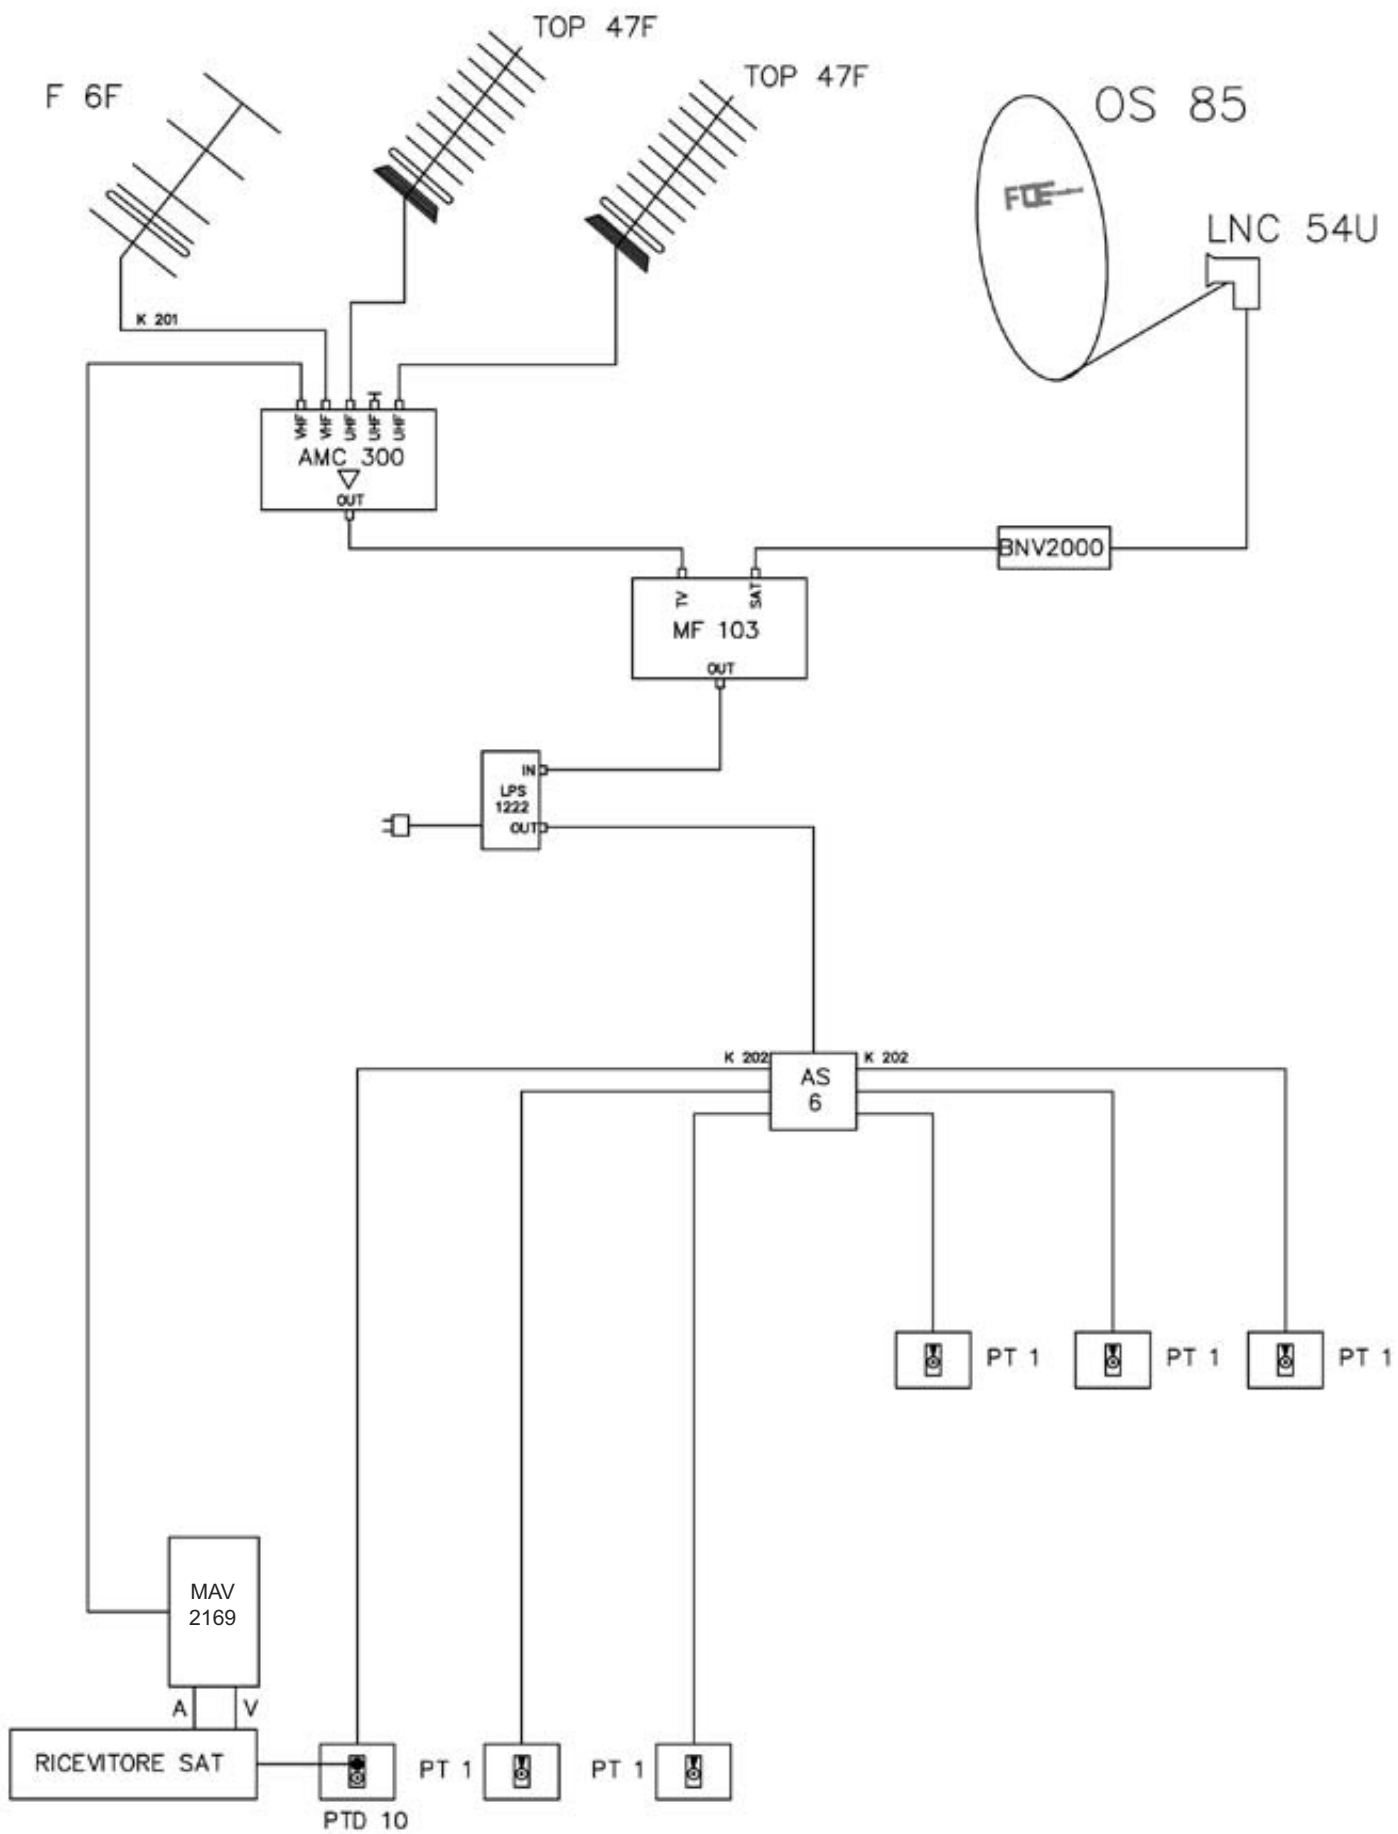 TOP 47F
F 6F
TOP 47F
OS 85
LNC 54U
K 201
VHF
VHF
UHF
UHF
UHF
AMC 300
OUT
BNV2000
TV
SAT
MF 103
OUT
IN
LPS
1222
OUT
K 202
K 202
AS
6
PT 1
PT 1
PT 1
MAV
2169
A
V
RICEVITORE SAT
PT 1
PT 1
PTD 10